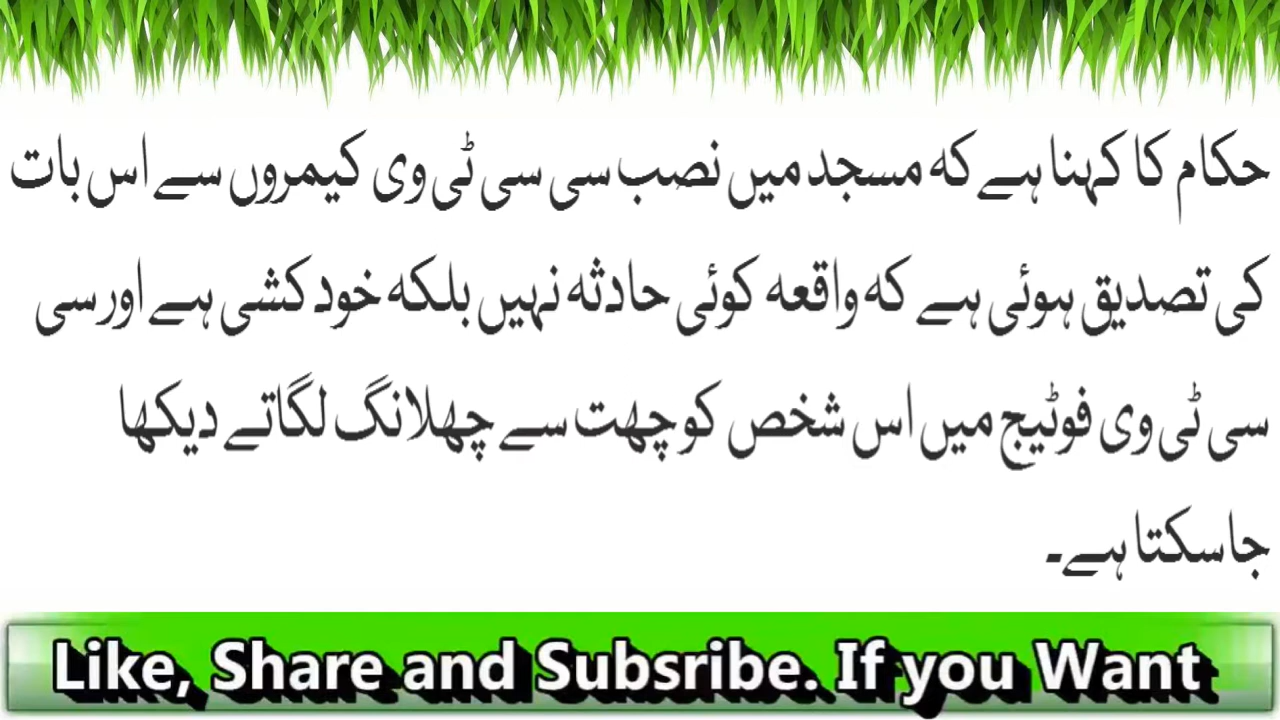 حکام کا کہنا ہے کہ مسجد میں نصب سی سی ٹی وی کیمروں سے اس بات
کی تصدیق ہوئی ہے کہ واقعہ کوئی حادثہ نہیں بلکہ خودکشی ہے اور سی
سی ٹی وی فوٹیج میں اس شخص کو چھت سے چھلانگ لگاتے دیکھا
جاسکتا ہے۔
Like, Share and Subsribe. If you Want